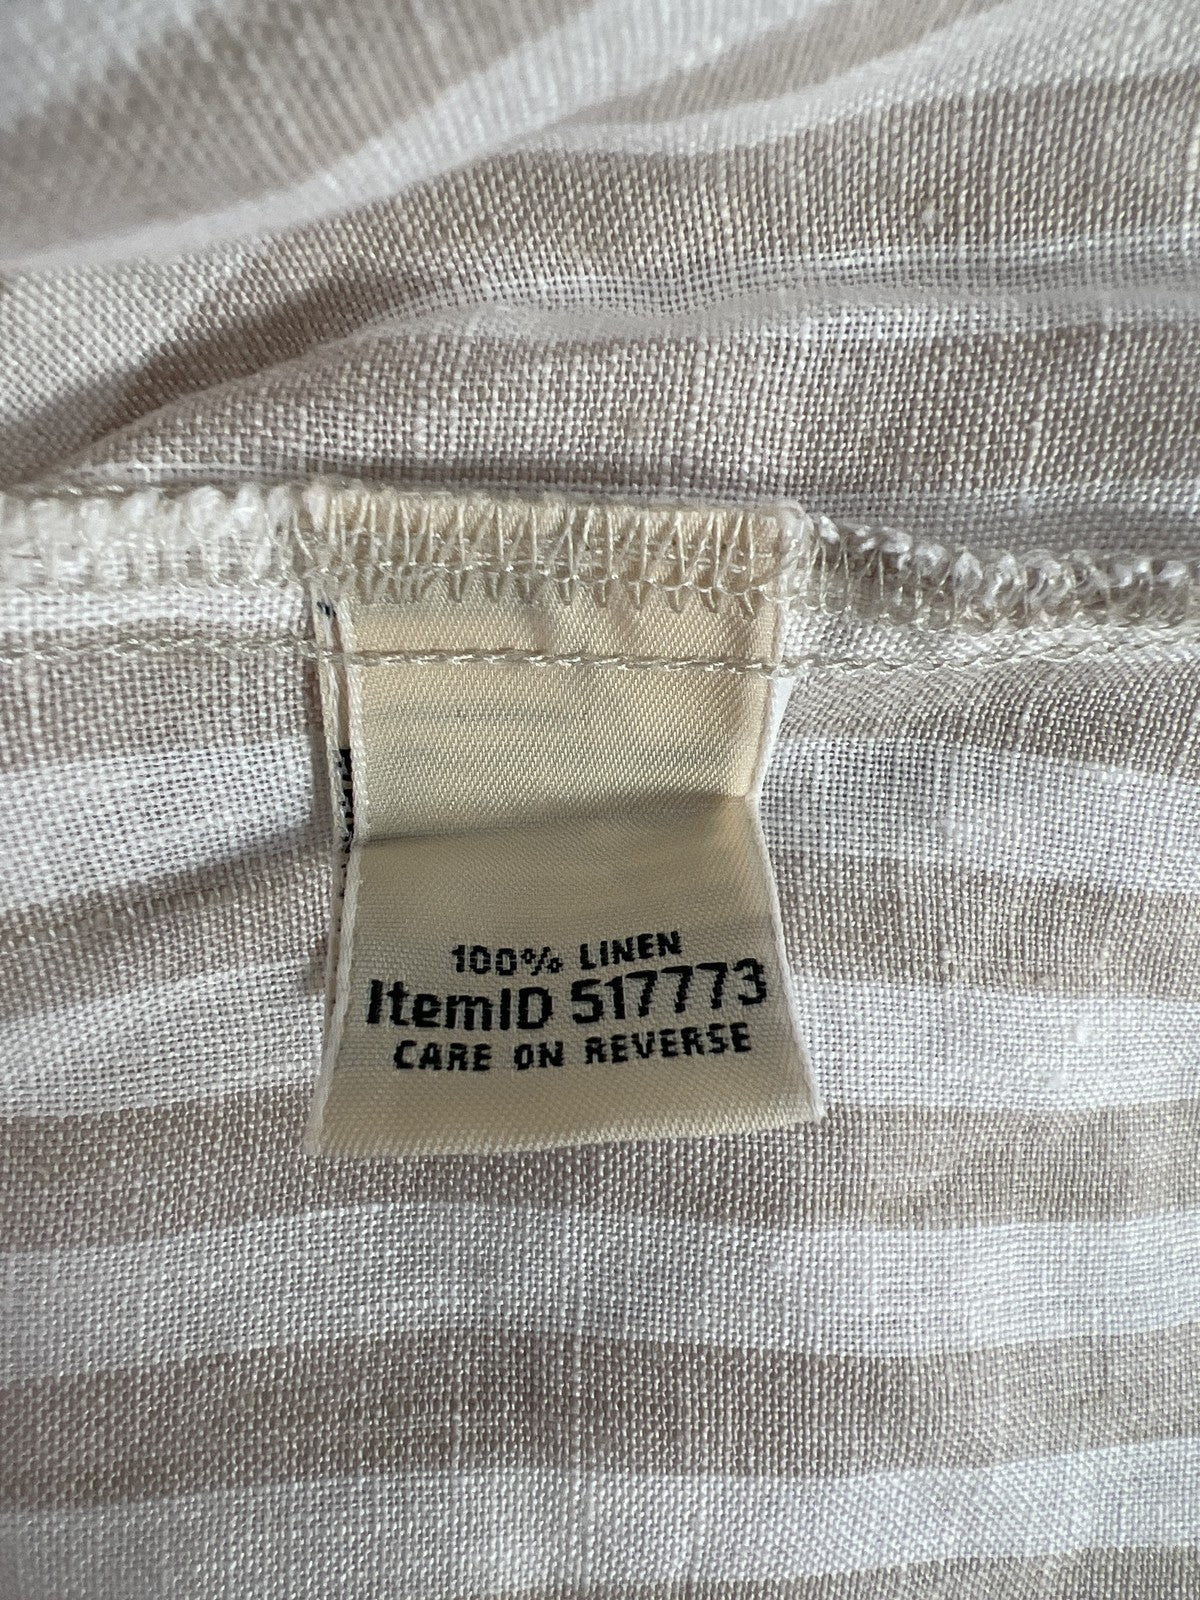 100% LINEN
ItemID 517773
CARE ON REVERSE